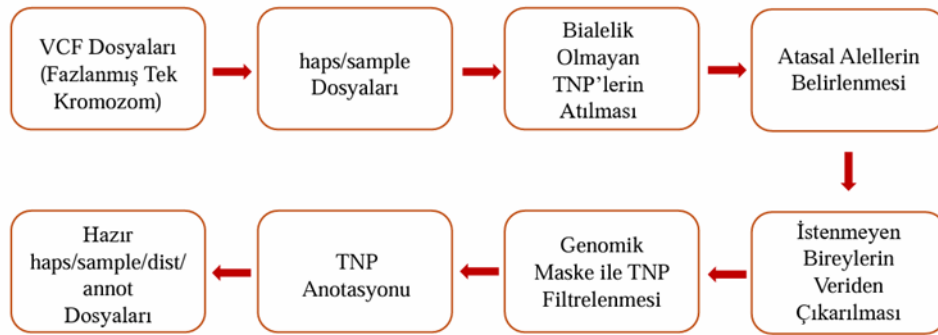 VCF Dosyaları
(Fazlanmış Tek
Kromozom)
haps/sample
Dosyaları
Bialelik
Olmayan
TNP’lerin
Atılması
Atasal Alellerin
Belirlenmesi
İstenmeyen
Bireylerin
Veriden
Çıkarılması
Genomik
Maske ile TNP
Filtrelenmesi
TNP
Anotasyonu
Hazır
haps/sample/dist/
annot
Dosyaları